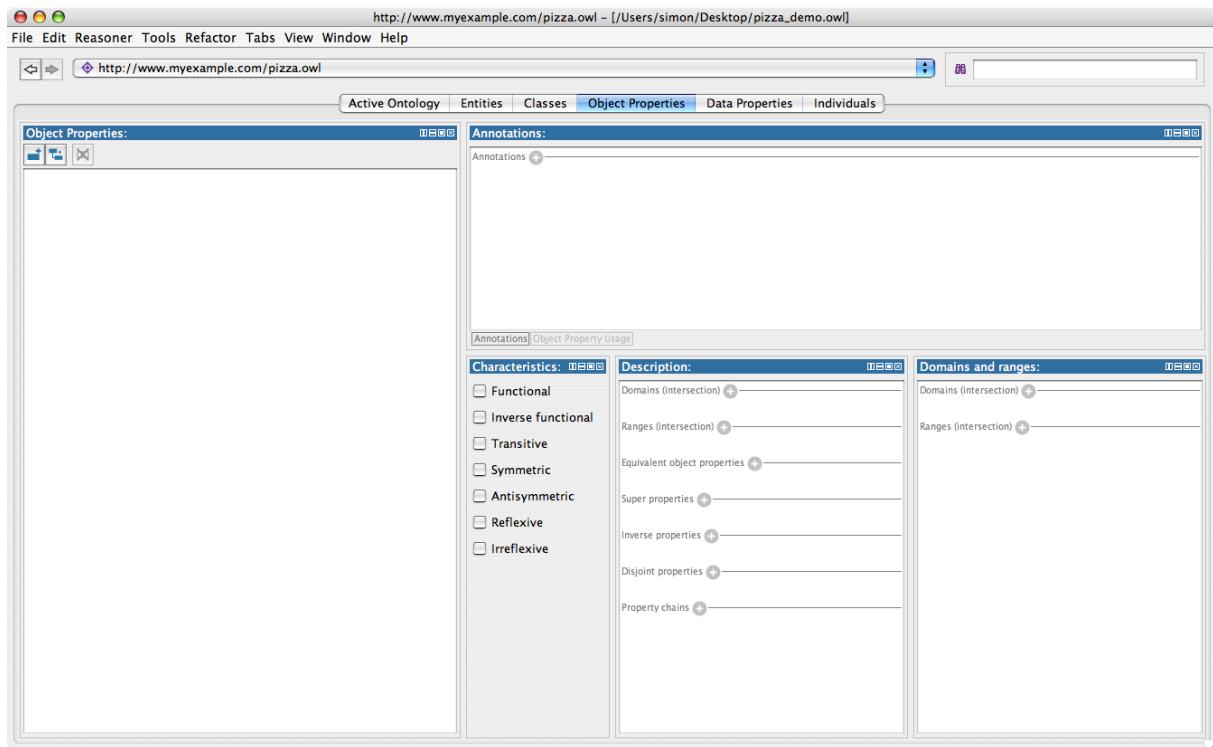 http://www.myexample.com/pizza.owl – [/Users/simon/Desktop/pizza_demo.owl]
File Edit Reasoner Tools Refactor Tabs View Window Help
http://www.myexample.com/pizza.owl
Active Ontology Entities Classes Object Properties Data Properties Individuals
Object Properties:
Annotations:
Annotations
Annotations Object Property Usage
Characteristics:
Functional
Inverse functional
Transitive
Symmetric
Antisymmetric
Reflexive
Irreflexive
Description:
Domains (intersection)
Ranges (intersection)
Equivalent object properties
Super properties
Inverse properties
Disjoint properties
Property chains
Domains and ranges:
Domains (intersection)
Ranges (intersection)